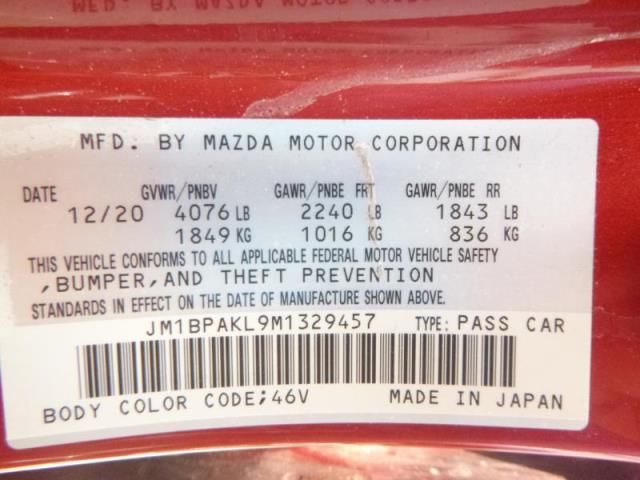 MFD. BY MAZDA MOTOR CORPORATION
DATE GVWR/PNBV GAWR/PNBE FRT GAWR/PNBE RR
12/20 4076 LB 2240 LB 1843 LB
1849 KG 1016 KG 836 KG
THIS VEHICLE CONFORMS TO ALL APPLICABLE FEDERAL MOTOR VEHICLE SAFETY
,BUMPER,AND THEFT PREVENTION
STANDARDS IN EFFECT ON THE DATE OF MANUFACTURE SHOWN ABOVE.
JM1BPAKL9M1329457 TYPE: PASS CAR
BODY COLOR CODE;46V MADE IN JAPAN